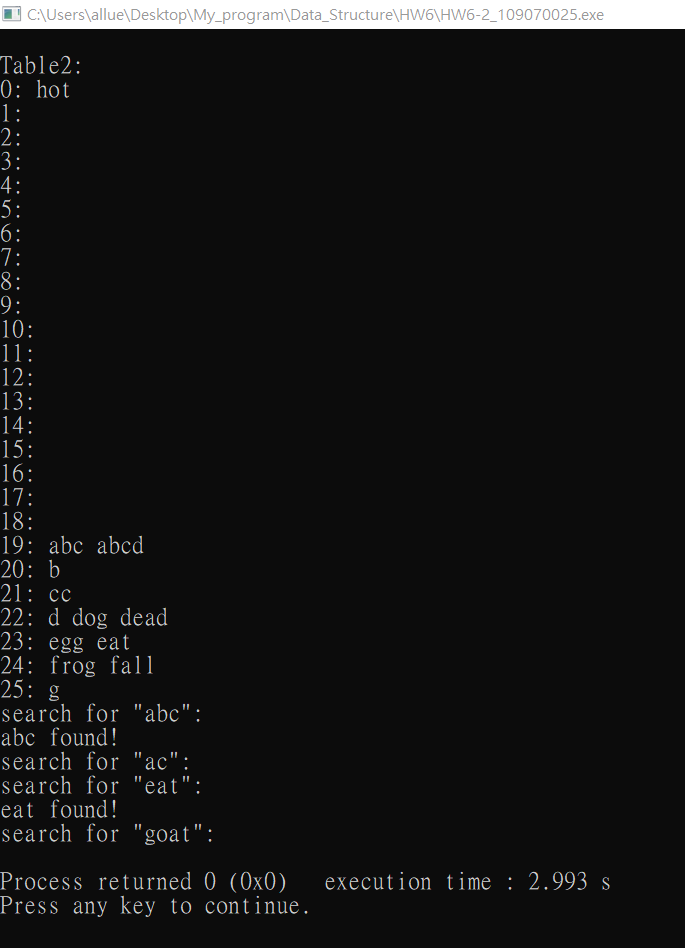 C:\Users\allue\Desktop\My_program\Data_Structure\HW6\HW6-2_109070025.exe
Table2:
0: hot
1:
2:
3:
4:
5:
6:
7:
8:
9:
10:
11:
12:
13:
14:
15:
16:
17:
18:
19: abc abcd
20: b
21: cc
22: d dog dead
23: egg eat
24: frog fall
25: g
search for "abc":
abc found!
search for "ac":
search for "eat":
eat found!
search for "goat":
Process returned 0 (0x0)   execution time : 2.993 s
Press any key to continue.